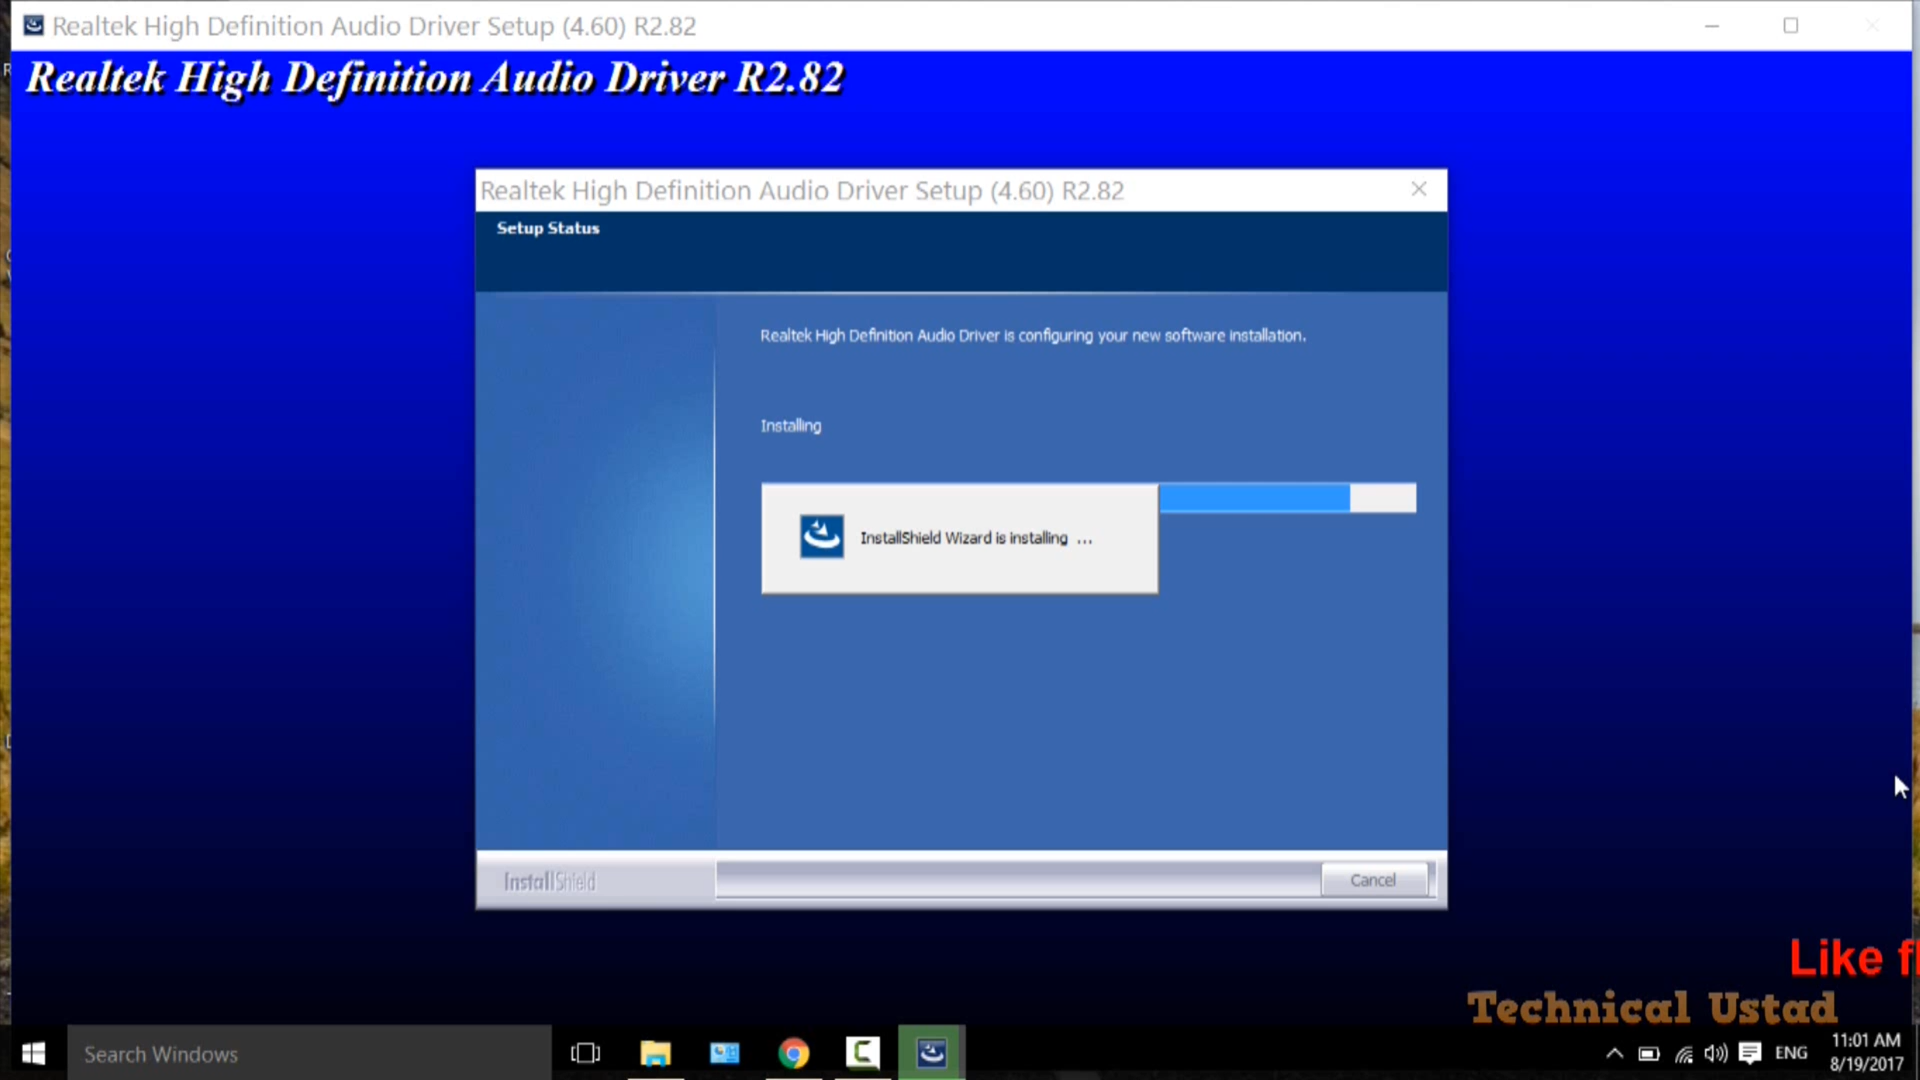 Realtek High Definition Audio Driver Setup (4.60) R2.82
Realtek High Definition Audio Driver R2.82
Realtek High Definition Audio Driver Setup (4.60) R2.82
Setup Status
Realtek High Definition Audio Driver is configuring your new software installation.
Installing
InstallShield Wizard is installing ...
InstallShield
Cancel
Like
Technical Ustad
Search Windows
ENG
11:01 AM
8/19/2017